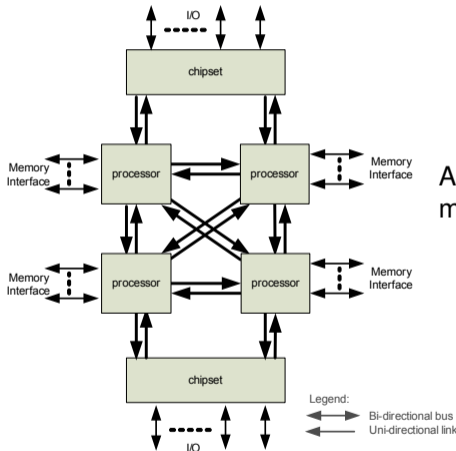 I/O
chipset
Memory
Interface
processor
processor
Memory
Interface
A
m
Memory
Interface
processor
processor
Memory
Interface
chipset
I/O
Legend:
Bi-directional bus
Uni-directional link